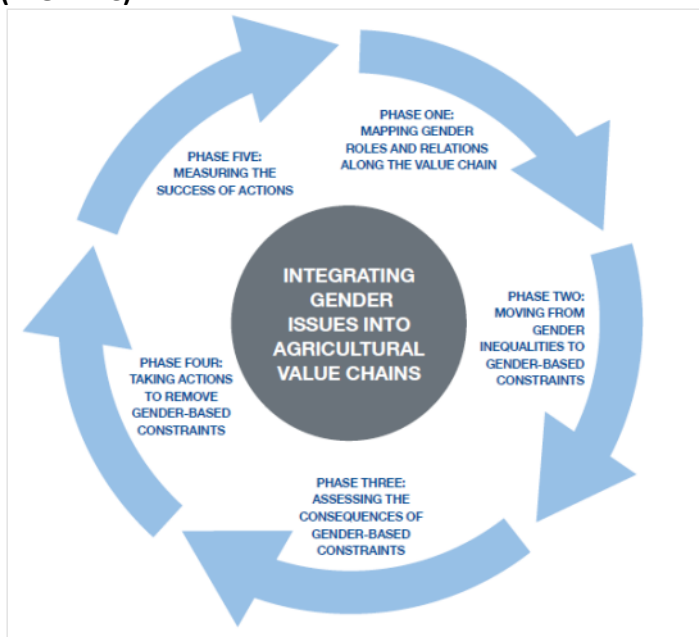 PHASE ONE:
MAPPING GENDER
ROLES AND RELATIONS
ALONG THE VALUE CHAIN
PHASE TWO:
MOVING FROM
GENDER
INEQUALITIES TO
GENDER-BASED
CONSTRAINTS
PHASE THREE:
ASSESSING THE
CONSEQUENCES OF
GENDER-BASED
CONSTRAINTS
PHASE FOUR:
TAKING ACTIONS
TO REMOVE
GENDER-BASED
CONSTRAINTS
PHASE FIVE:
MEASURING THE
SUCCESS OF ACTIONS
INTEGRATING
GENDER
ISSUES INTO
AGRICULTURAL
VALUE CHAINS